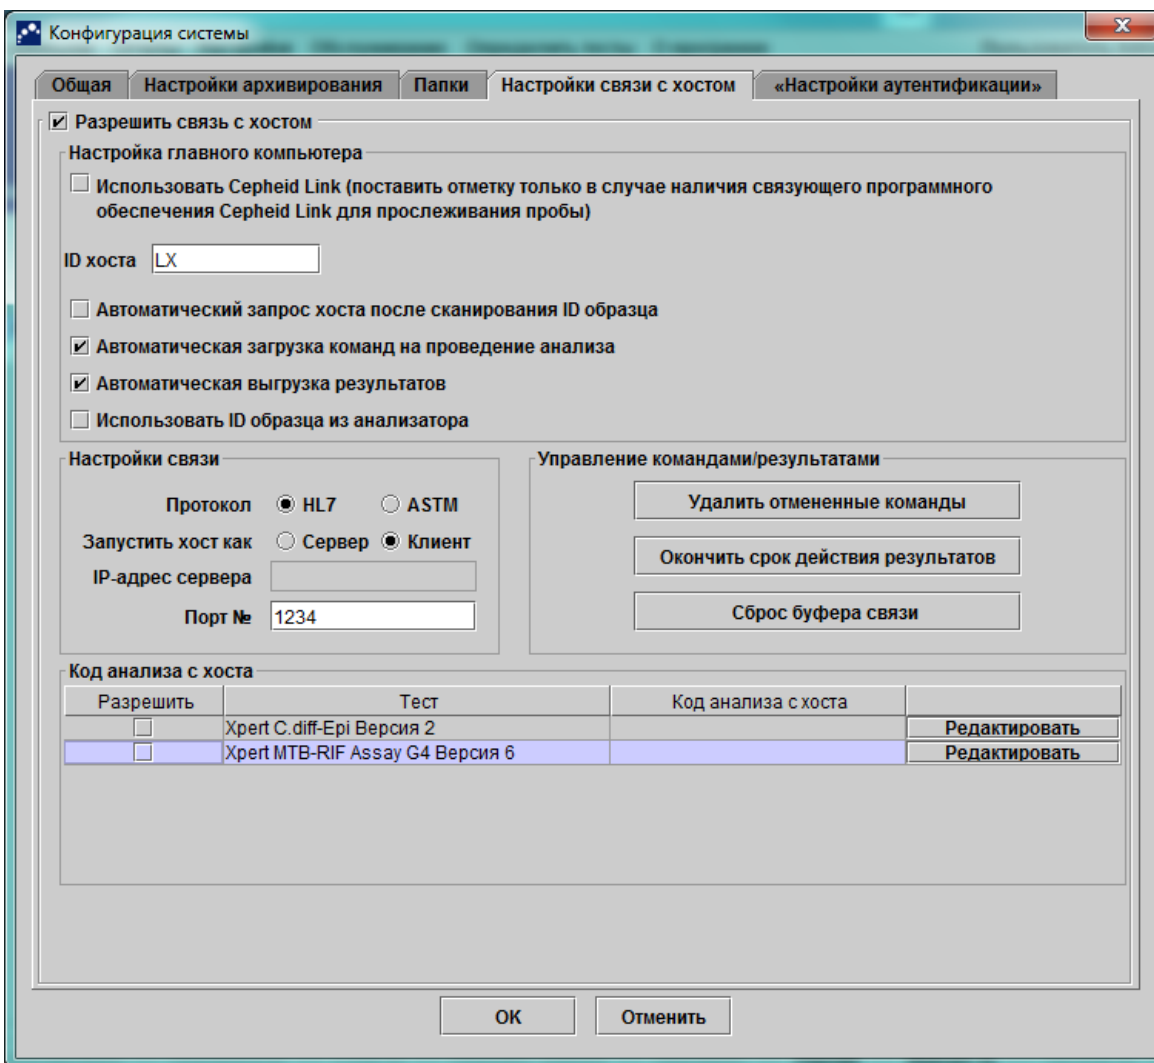 Конфигурация системы
Общая Настройки архивирования Папки Настройки связи с хостом «Настройки аутентификации»
Разрешить связь с хостом
Настройка главного компьютера
Использовать Cepheid Link (поставить отметку только в случае наличия связующего программного
обеспечения Cepheid Link для прослеживания пробы)
ID хоста LX
Автоматический запрос хоста после сканирования ID образца
Автоматическая загрузка команд на проведение анализа
Автоматическая выгрузка результатов
Использовать ID образца из анализатора
Настройки связи
Протокол HL7 ASTM
Запустить хост как Сервер Клиент
IP-адрес сервера
Порт № 1234
Управление командами/результатами
Удалить отмененные команды
Окончить срок действия результатов
Сброс буфера связи
Код анализа с хоста
Разрешить Тест Код анализа с хоста
Xpert C.diff-Epi Версия 2 Редактировать
Xpert MTB-RIF Assay G4 Версия 6 Редактировать
OK Отменить